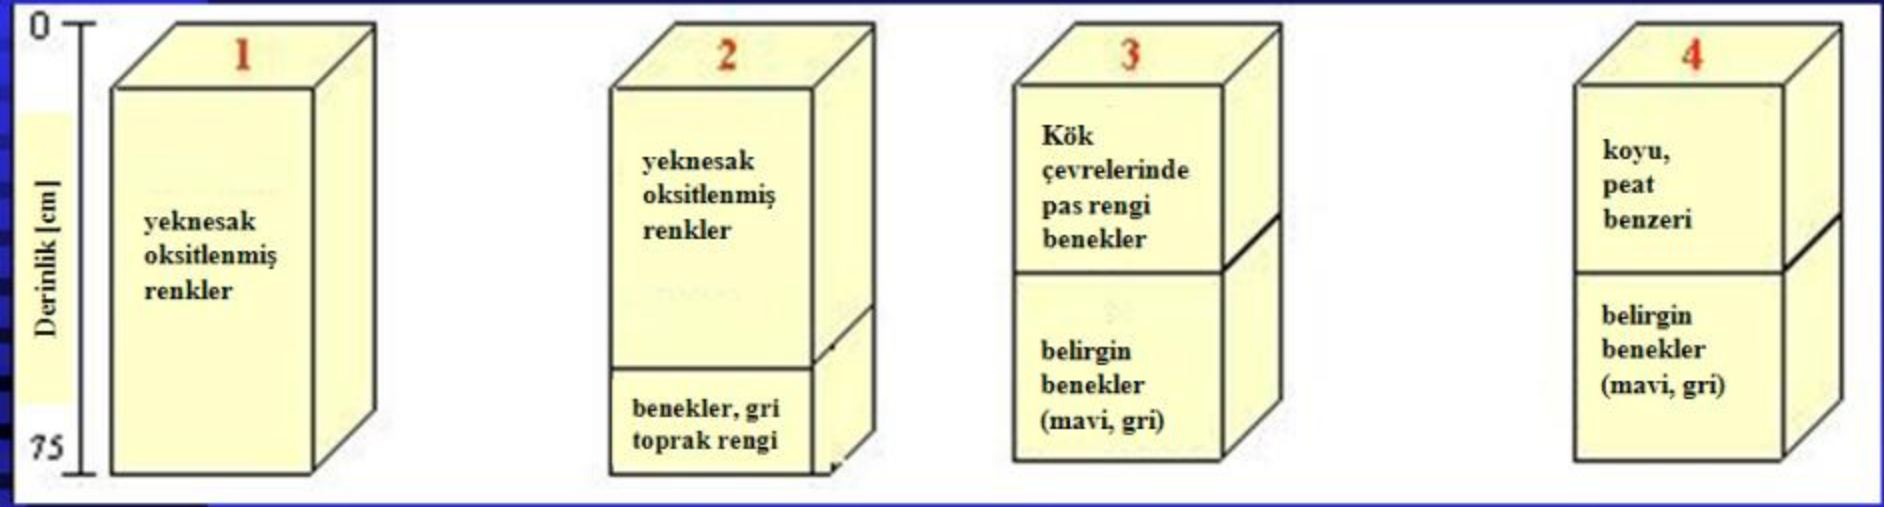 0
Derinlik [cm]
75
1
yeknesak
oksitlenmiş
renkler
2
yeknesak
oksitlenmiş
renkler
benekler, gri
toprak rengi
3
Kök
çevrelerinde
pas rengi
benekler
belirgin
benekler
(mavi, gri)
4
koyu,
peat
benzeri
belirgin
benekler
(mavi, gri)